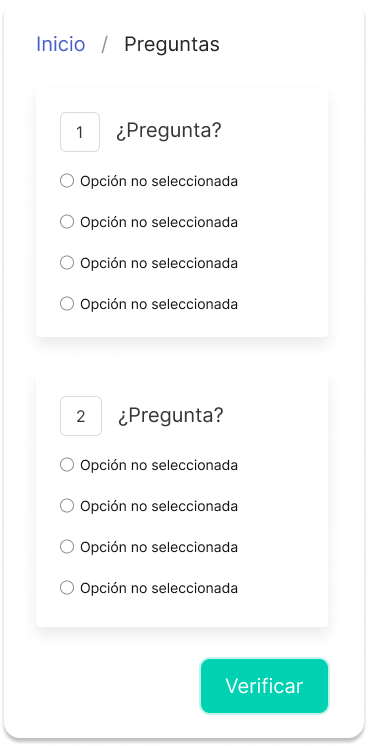 Inicio / Preguntas
1 ¿Pregunta?
Opción no seleccionada
Opción no seleccionada
Opción no seleccionada
Opción no seleccionada
2 ¿Pregunta?
Opción no seleccionada
Opción no seleccionada
Opción no seleccionada
Opción no seleccionada
Verificar